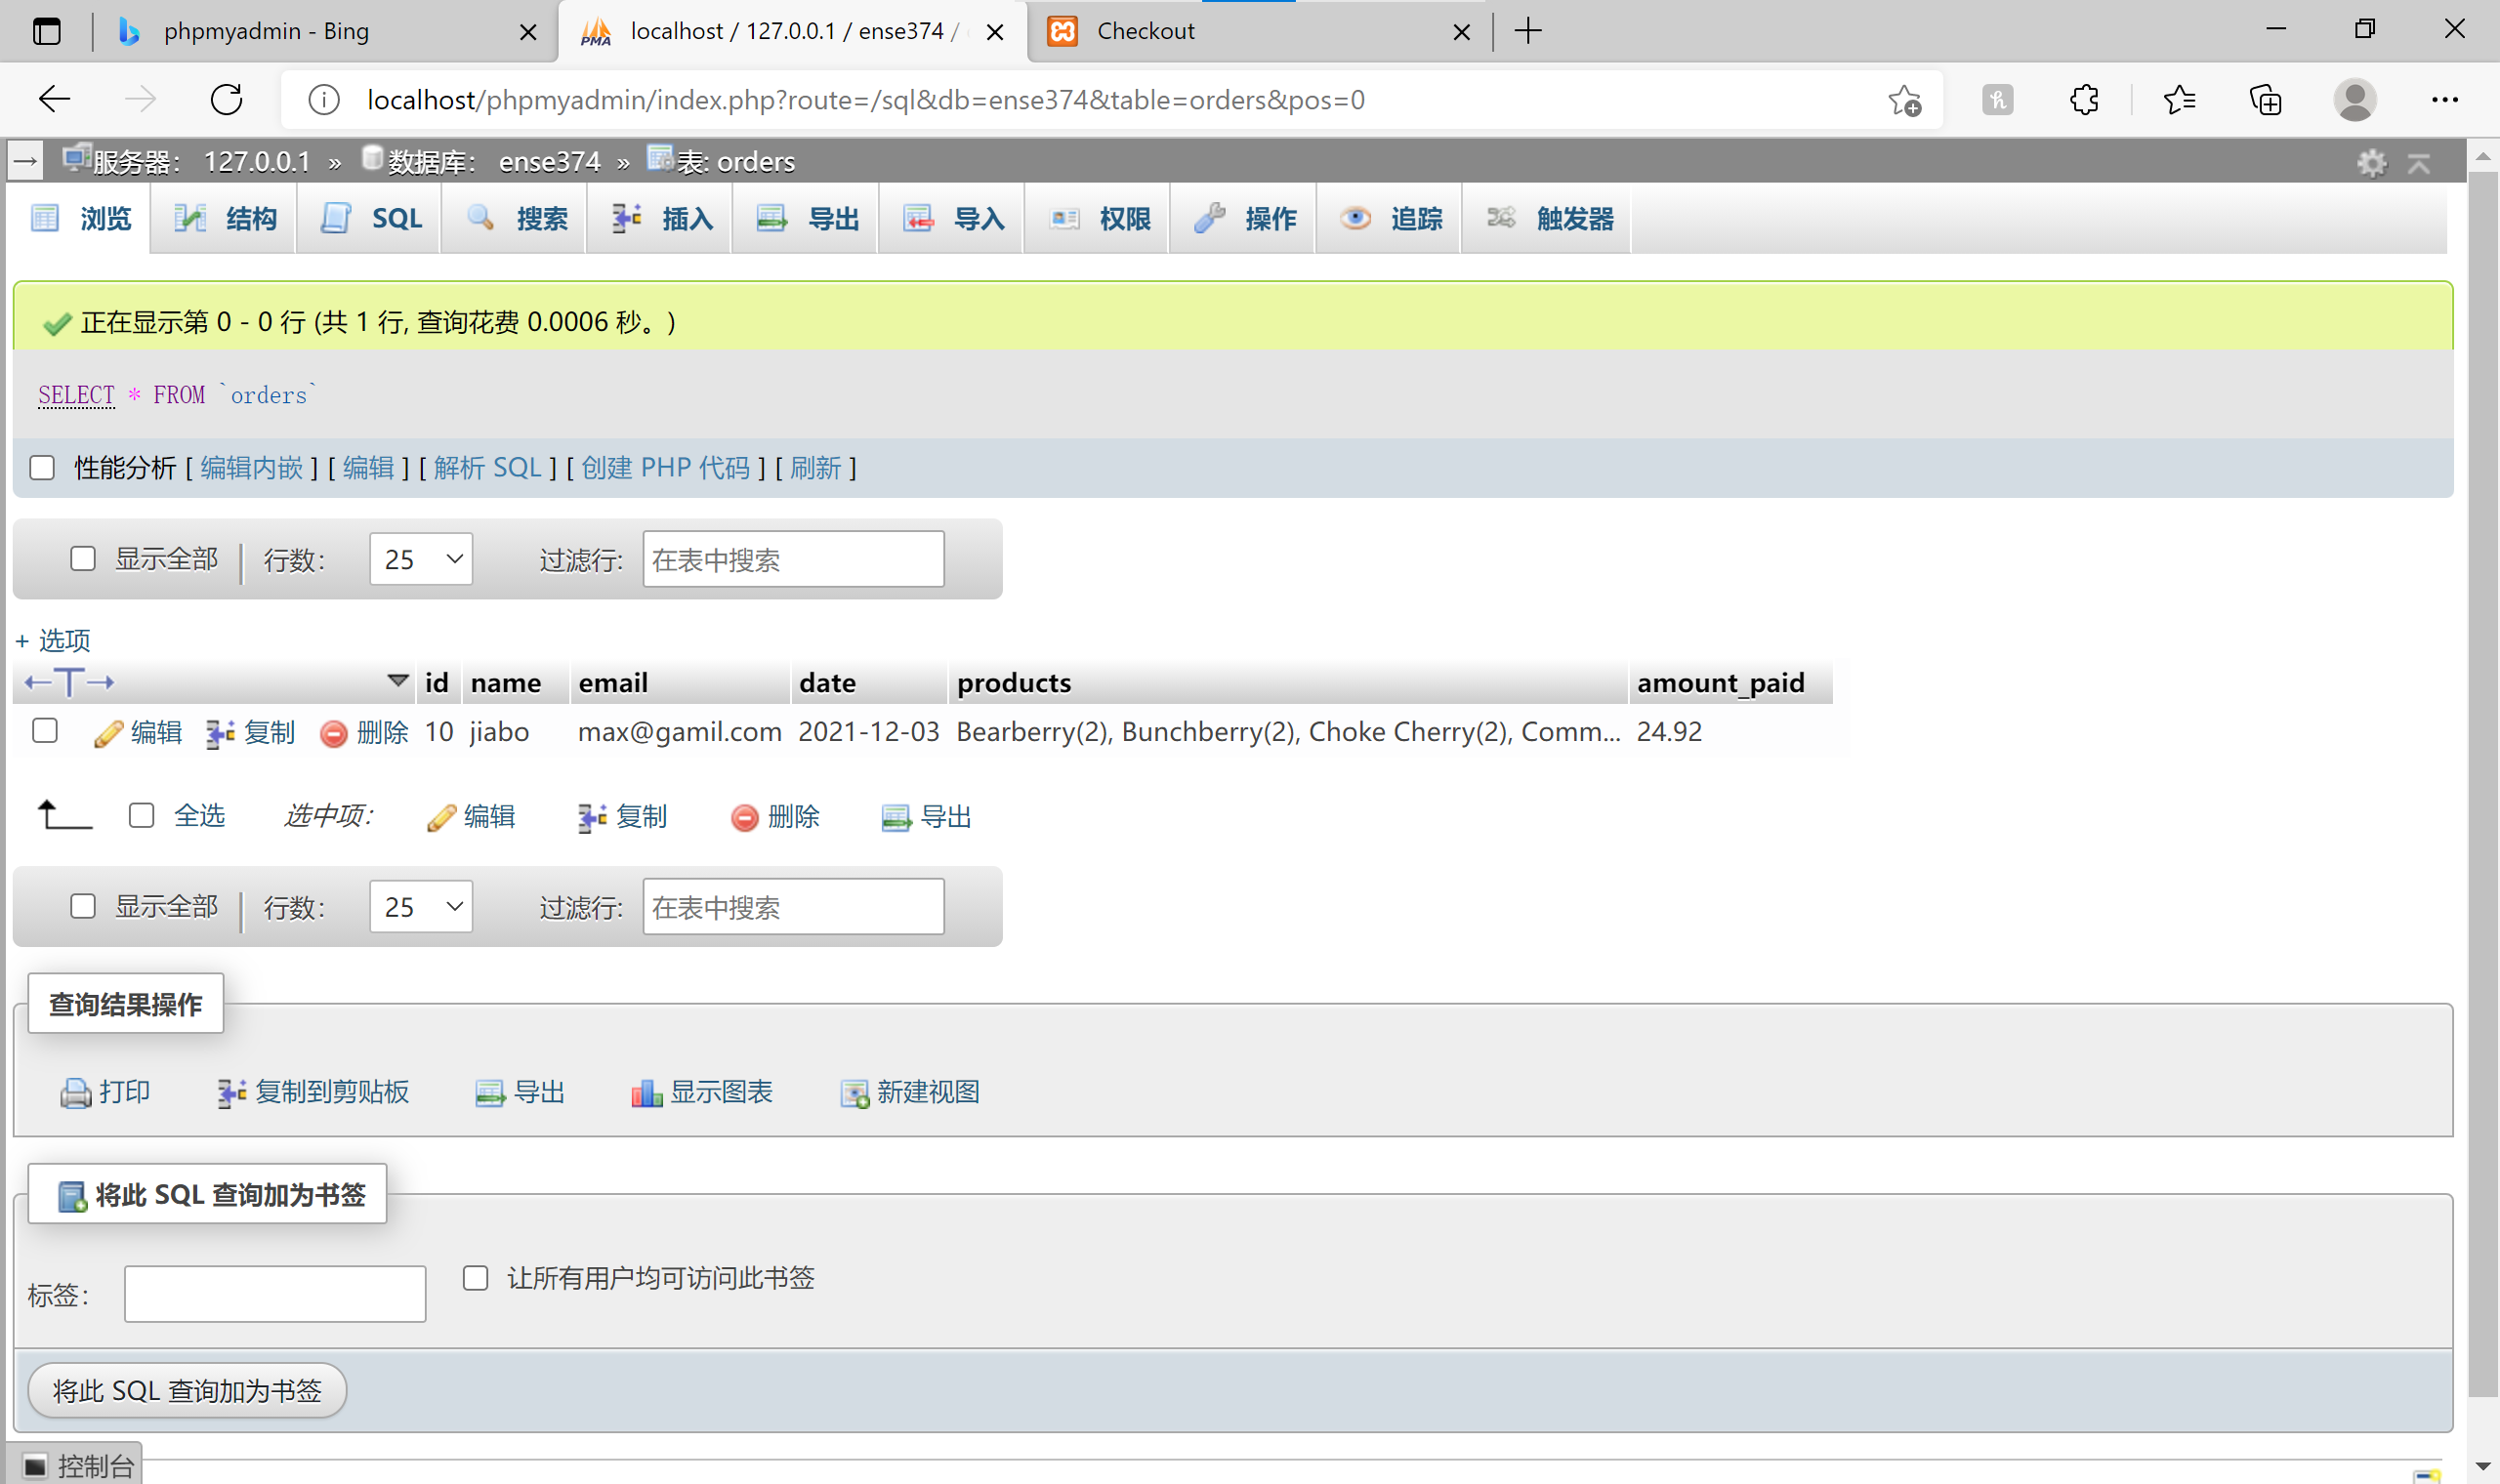 phpmyadmin - Bing
localhost / 127.0.0.1 / ense374 /
Checkout
localhost/phpmyadmin/index.php?route=/sql&db=ense374&table=orders&pos=0
服务器: 127.0.0.1 » 数据库: ense374 » 表: orders
浏览 结构 SQL 搜索 插入 导出 导入 权限 操作 追踪 触发器
正在显示第 0 - 0 行 (共 1 行, 查询花费 0.0006 秒。)
SELECT * FROM `orders`
性能分析 [ 编辑内嵌 ] [ 编辑 ] [ 解析 SQL ] [ 创建 PHP 代码 ] [ 刷新 ]
显示全部 行数: 25 过滤行: 在表中搜索
+ 选项
←T→ id name email date products amount_paid
编辑 复制 删除 10 jiabo max@gamil.com 2021-12-03 Bearberry(2), Bunchberry(2), Choke Cherry(2), Comm... 24.92
全选 选中项: 编辑 复制 删除 导出
显示全部 行数: 25 过滤行: 在表中搜索
查询结果操作
打印 复制到剪贴板 导出 显示图表 新建视图
将此 SQL 查询加为书签
标签: 让所有用户均可访问此书签
将此 SQL 查询加为书签
控制台